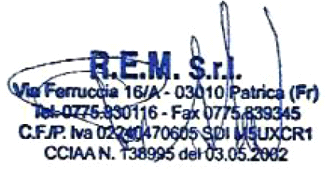 R.E.M. S.r.l.
Via Ferruccia 16/A - 03010 Patrica (Fr)
Tel. 0775.830116 - Fax 0775.839345
C.F./P. Iva 02240470605 SDI M5UXCR1
CCIAA N. 138995 del 03.05.2002